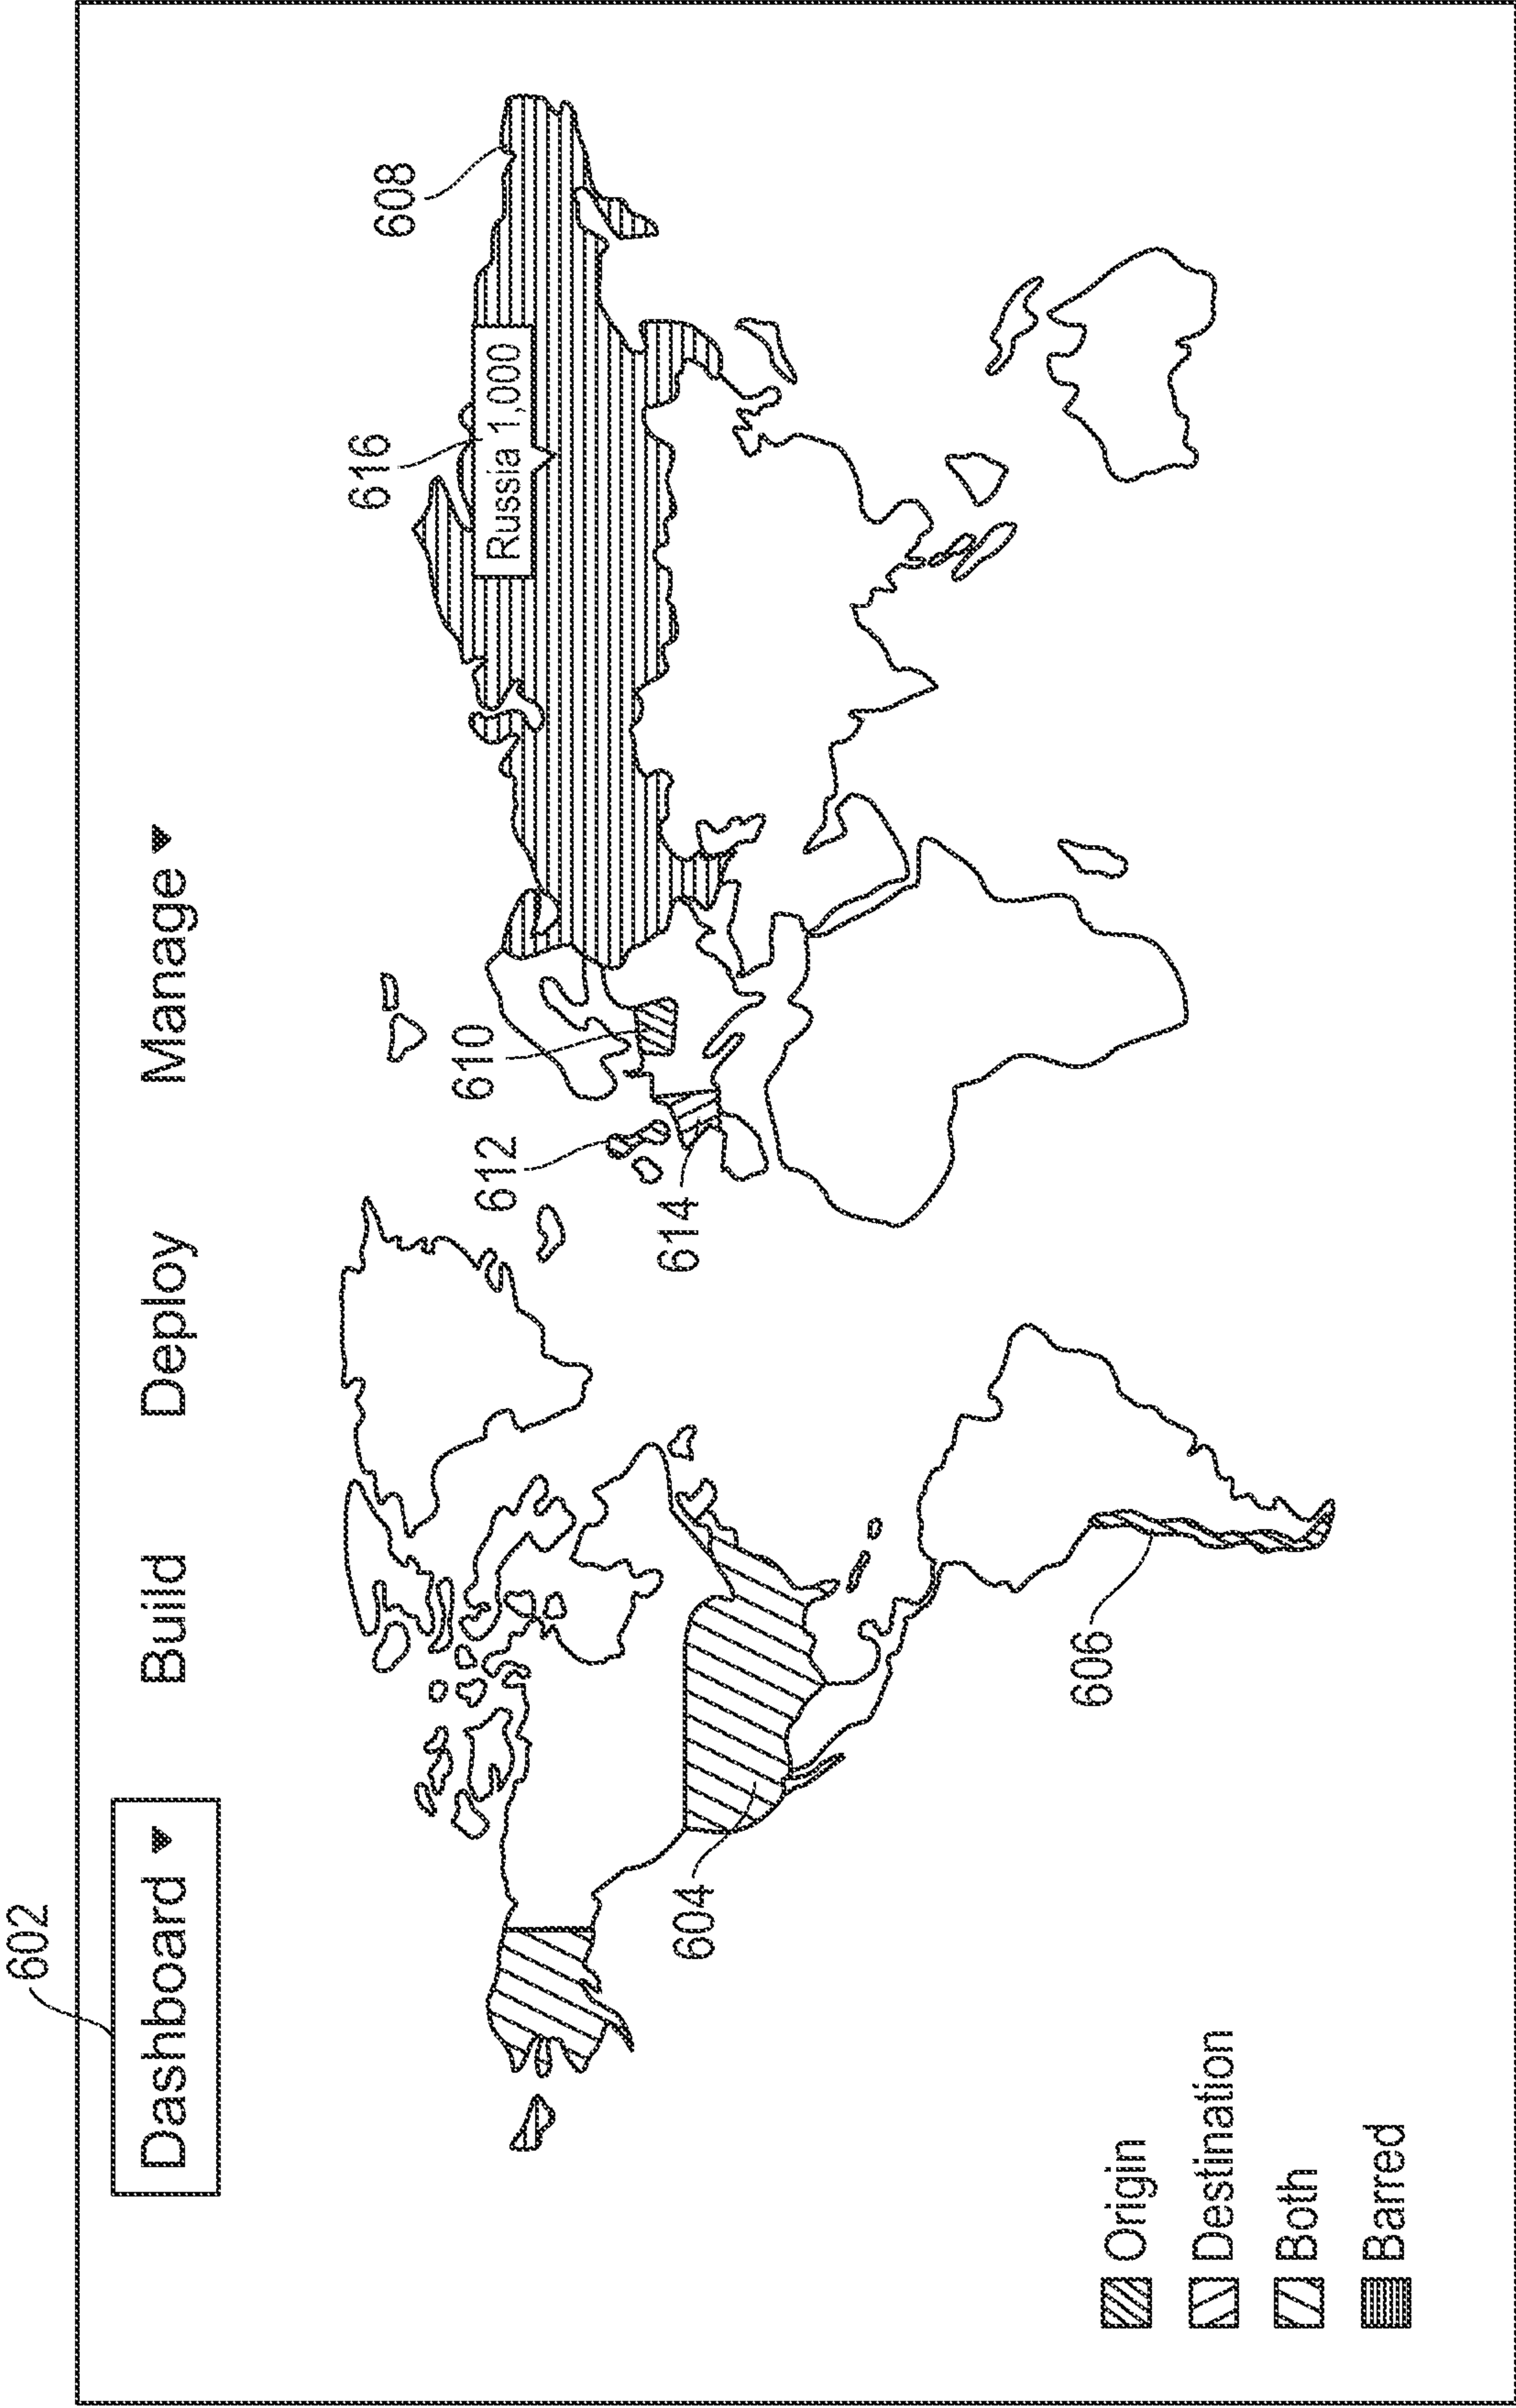 602
Dashboard Build Deploy Manage
608
616
Russia 1,000
610
612
614
604
606
Origin
Destination
Both
Barred